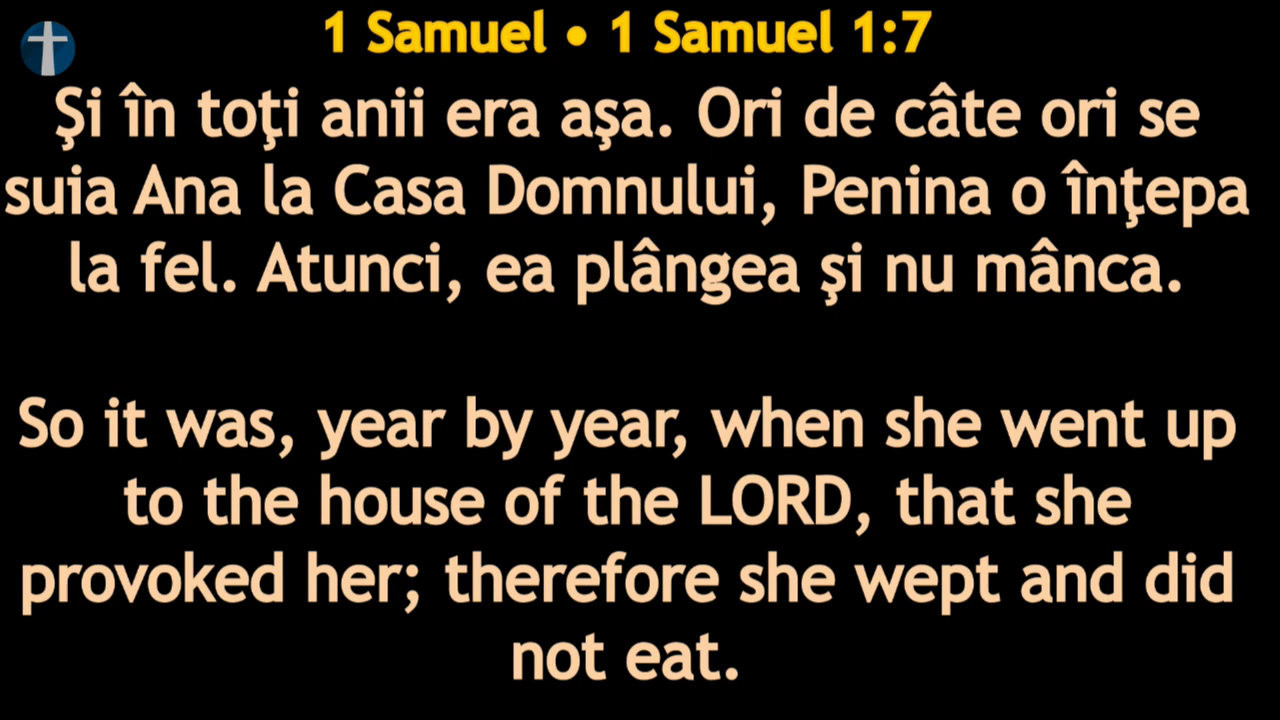 1 Samuel • 1 Samuel 1:7
Şi în toţi anii era aşa. Ori de câte ori se
suia Ana la Casa Domnului, Penina o înţepa
la fel. Atunci, ea plângea şi nu mânca.
So it was, year by year, when she went up
to the house of the LORD, that she
provoked her; therefore she wept and did
not eat.